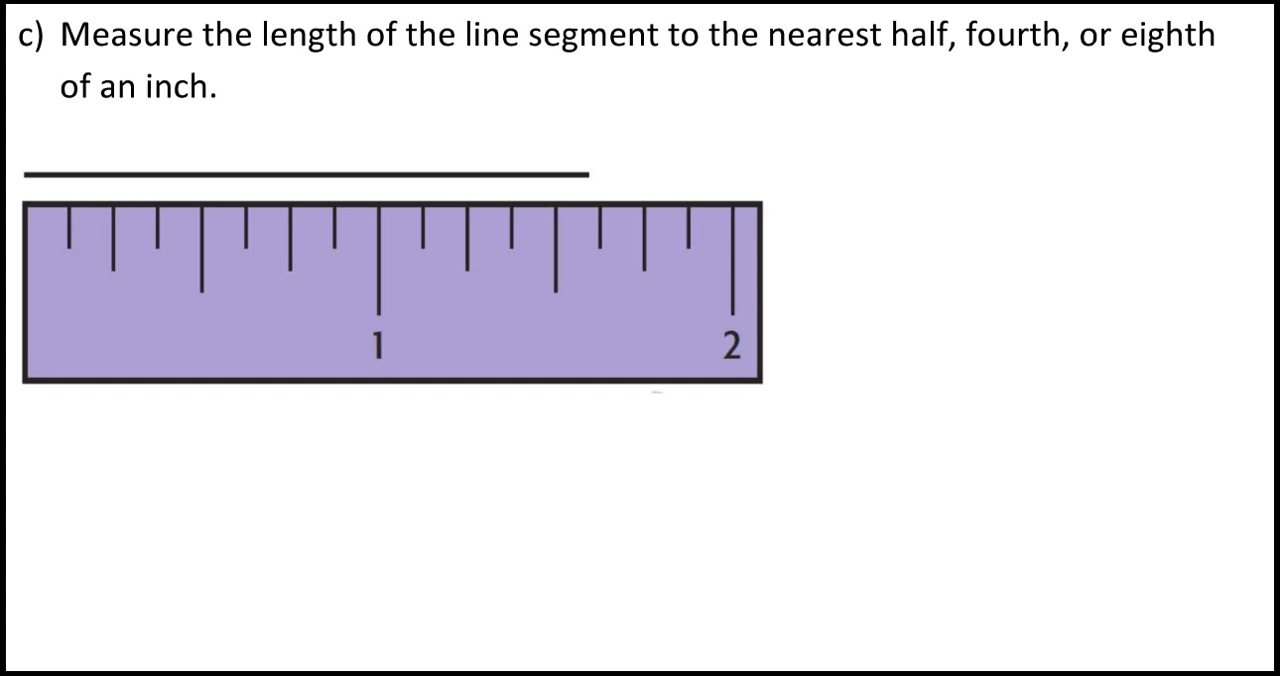 c) Measure the length of the line segment to the nearest half, fourth, or eighth
of an inch.
1 2